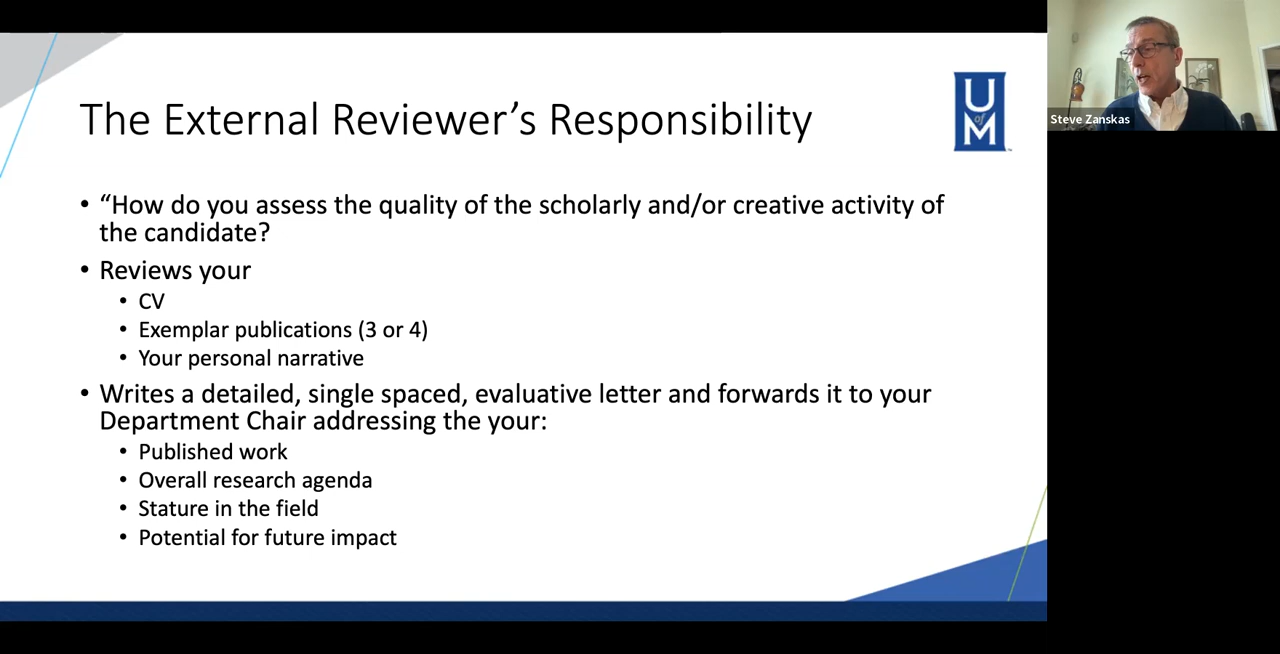 The External Reviewer’s Responsibility
U
of
M
• “How do you assess the quality of the scholarly and/or creative activity of
the candidate?
• Reviews your
• CV
• Exemplar publications (3 or 4)
• Your personal narrative
• Writes a detailed, single spaced, evaluative letter and forwards it to your
Department Chair addressing the your:
• Published work
• Overall research agenda
• Stature in the field
• Potential for future impact
Steve Zanskas